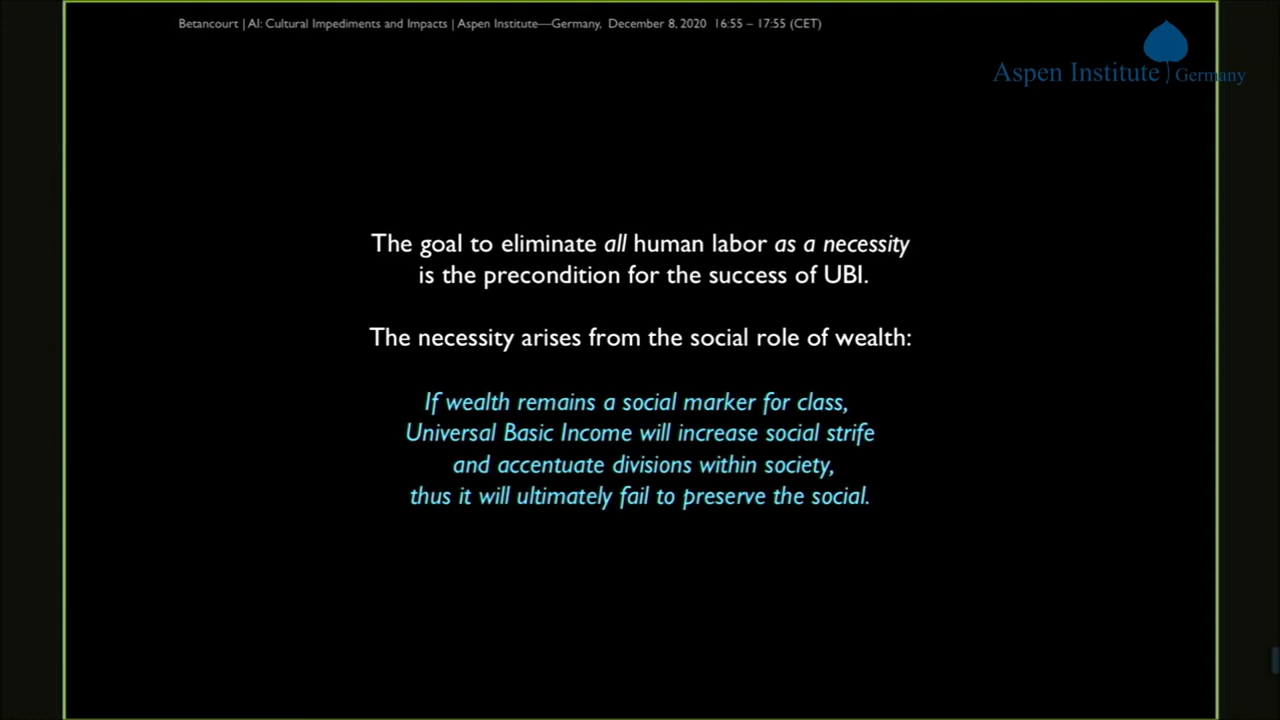 Betancourt | AI: Cultural Impediments and Impacts | Aspen Institute—Germany, December 8, 2020 16:55 – 17:55 (CET)
Aspen Institute Germany
The goal to eliminate all human labor as a necessity
is the precondition for the success of UBI.
The necessity arises from the social role of wealth:
If wealth remains a social marker for class,
Universal Basic Income will increase social strife
and accentuate divisions within society,
thus it will ultimately fail to preserve the social.